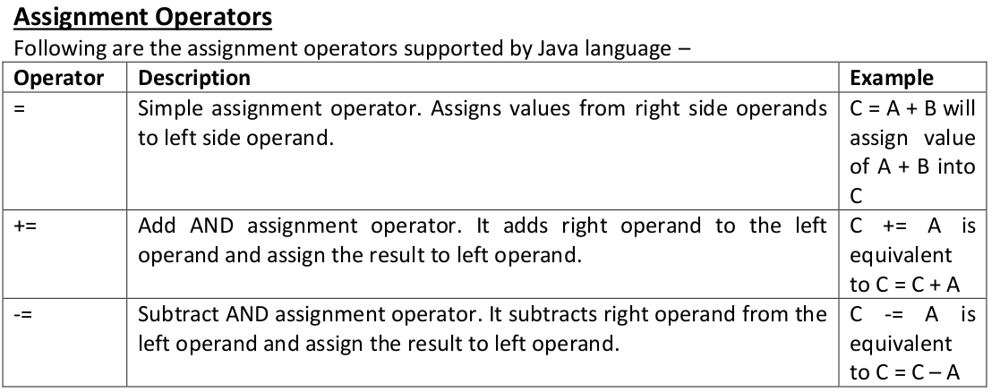 Assignment Operators
Following are the assignment operators supported by Java language –
Operator Description Example
= Simple assignment operator. Assigns values from right side operands C = A + B will
to left side operand. assign value
of A + B into
C
+= Add AND assignment operator. It adds right operand to the left C += A is
operand and assign the result to left operand. equivalent
to C = C + A
-= Subtract AND assignment operator. It subtracts right operand from the C -= A is
left operand and assign the result to left operand. equivalent
to C = C – A